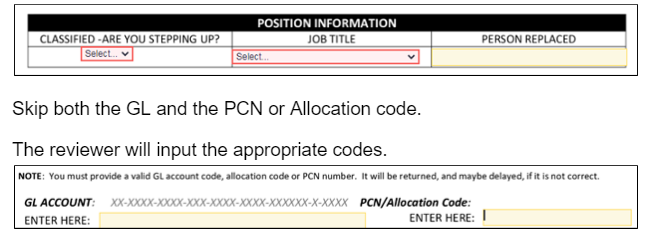 POSITION INFORMATION
CLASSIFIED -ARE YOU STEPPING UP? JOB TITLE PERSON REPLACED
Select... Select...
Skip both the GL and the PCN or Allocation code.
The reviewer will input the appropriate codes.
NOTE: You must provide a valid GL account code, allocation code or PCN number. It will be returned, and maybe delayed, if it is not correct.
GL ACCOUNT: XX-XXXX-XXXX-XXX-XXXX-XXXX-XXXXXX-X-XXXX PCN/Allocation Code:
ENTER HERE: ENTER HERE: